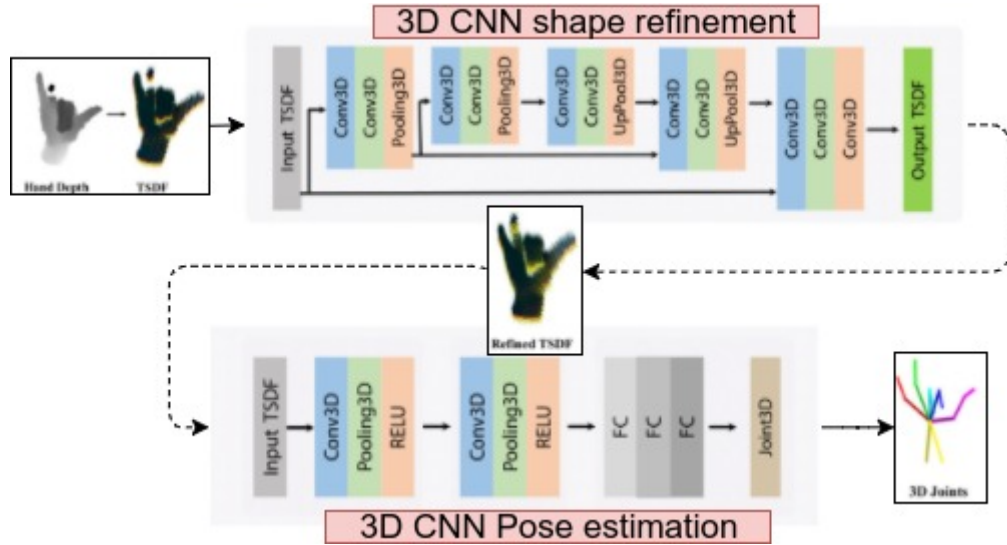 3D CNN shape refinement
Hand Depth
TSDF
Input TSDF
Conv3D
Conv3D
Pooling3D
Conv3D
Conv3D
Pooling3D
Conv3D
Conv3D
UpPool3D
Conv3D
Conv3D
UpPool3D
Conv3D
Conv3D
Conv3D
Output TSDF
Refined TSDF
Input TSDF
Conv3D
Pooling3D
RELU
Conv3D
Pooling3D
RELU
FC
FC
FC
Joint3D
3D Joints
3D CNN Pose estimation